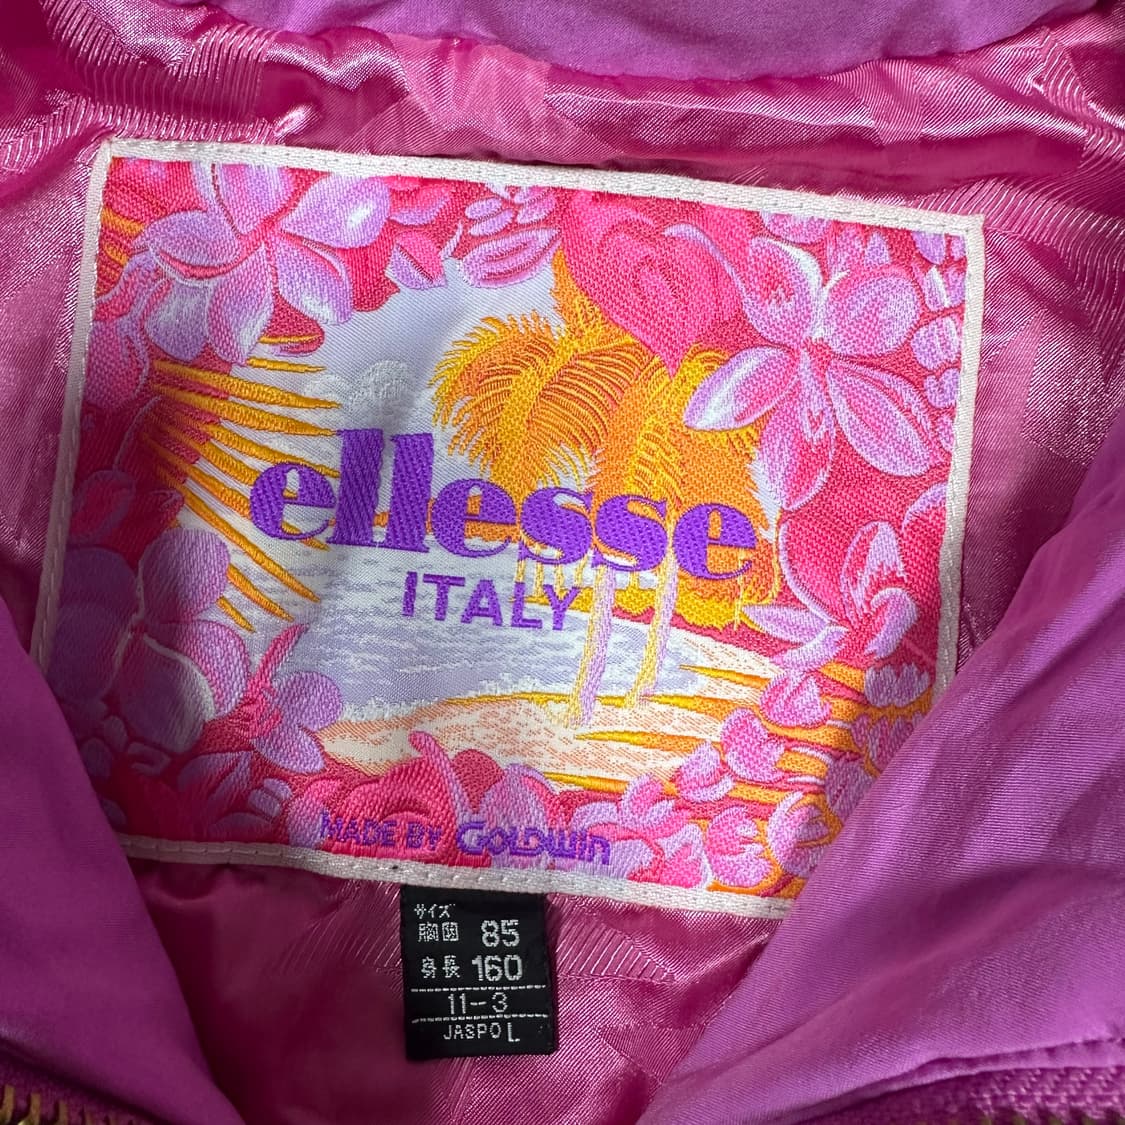 ellesse
ITALY
MADE BY GOLDWIN
サイズ
胸囲 85
身長 160
11-3
JASPO L